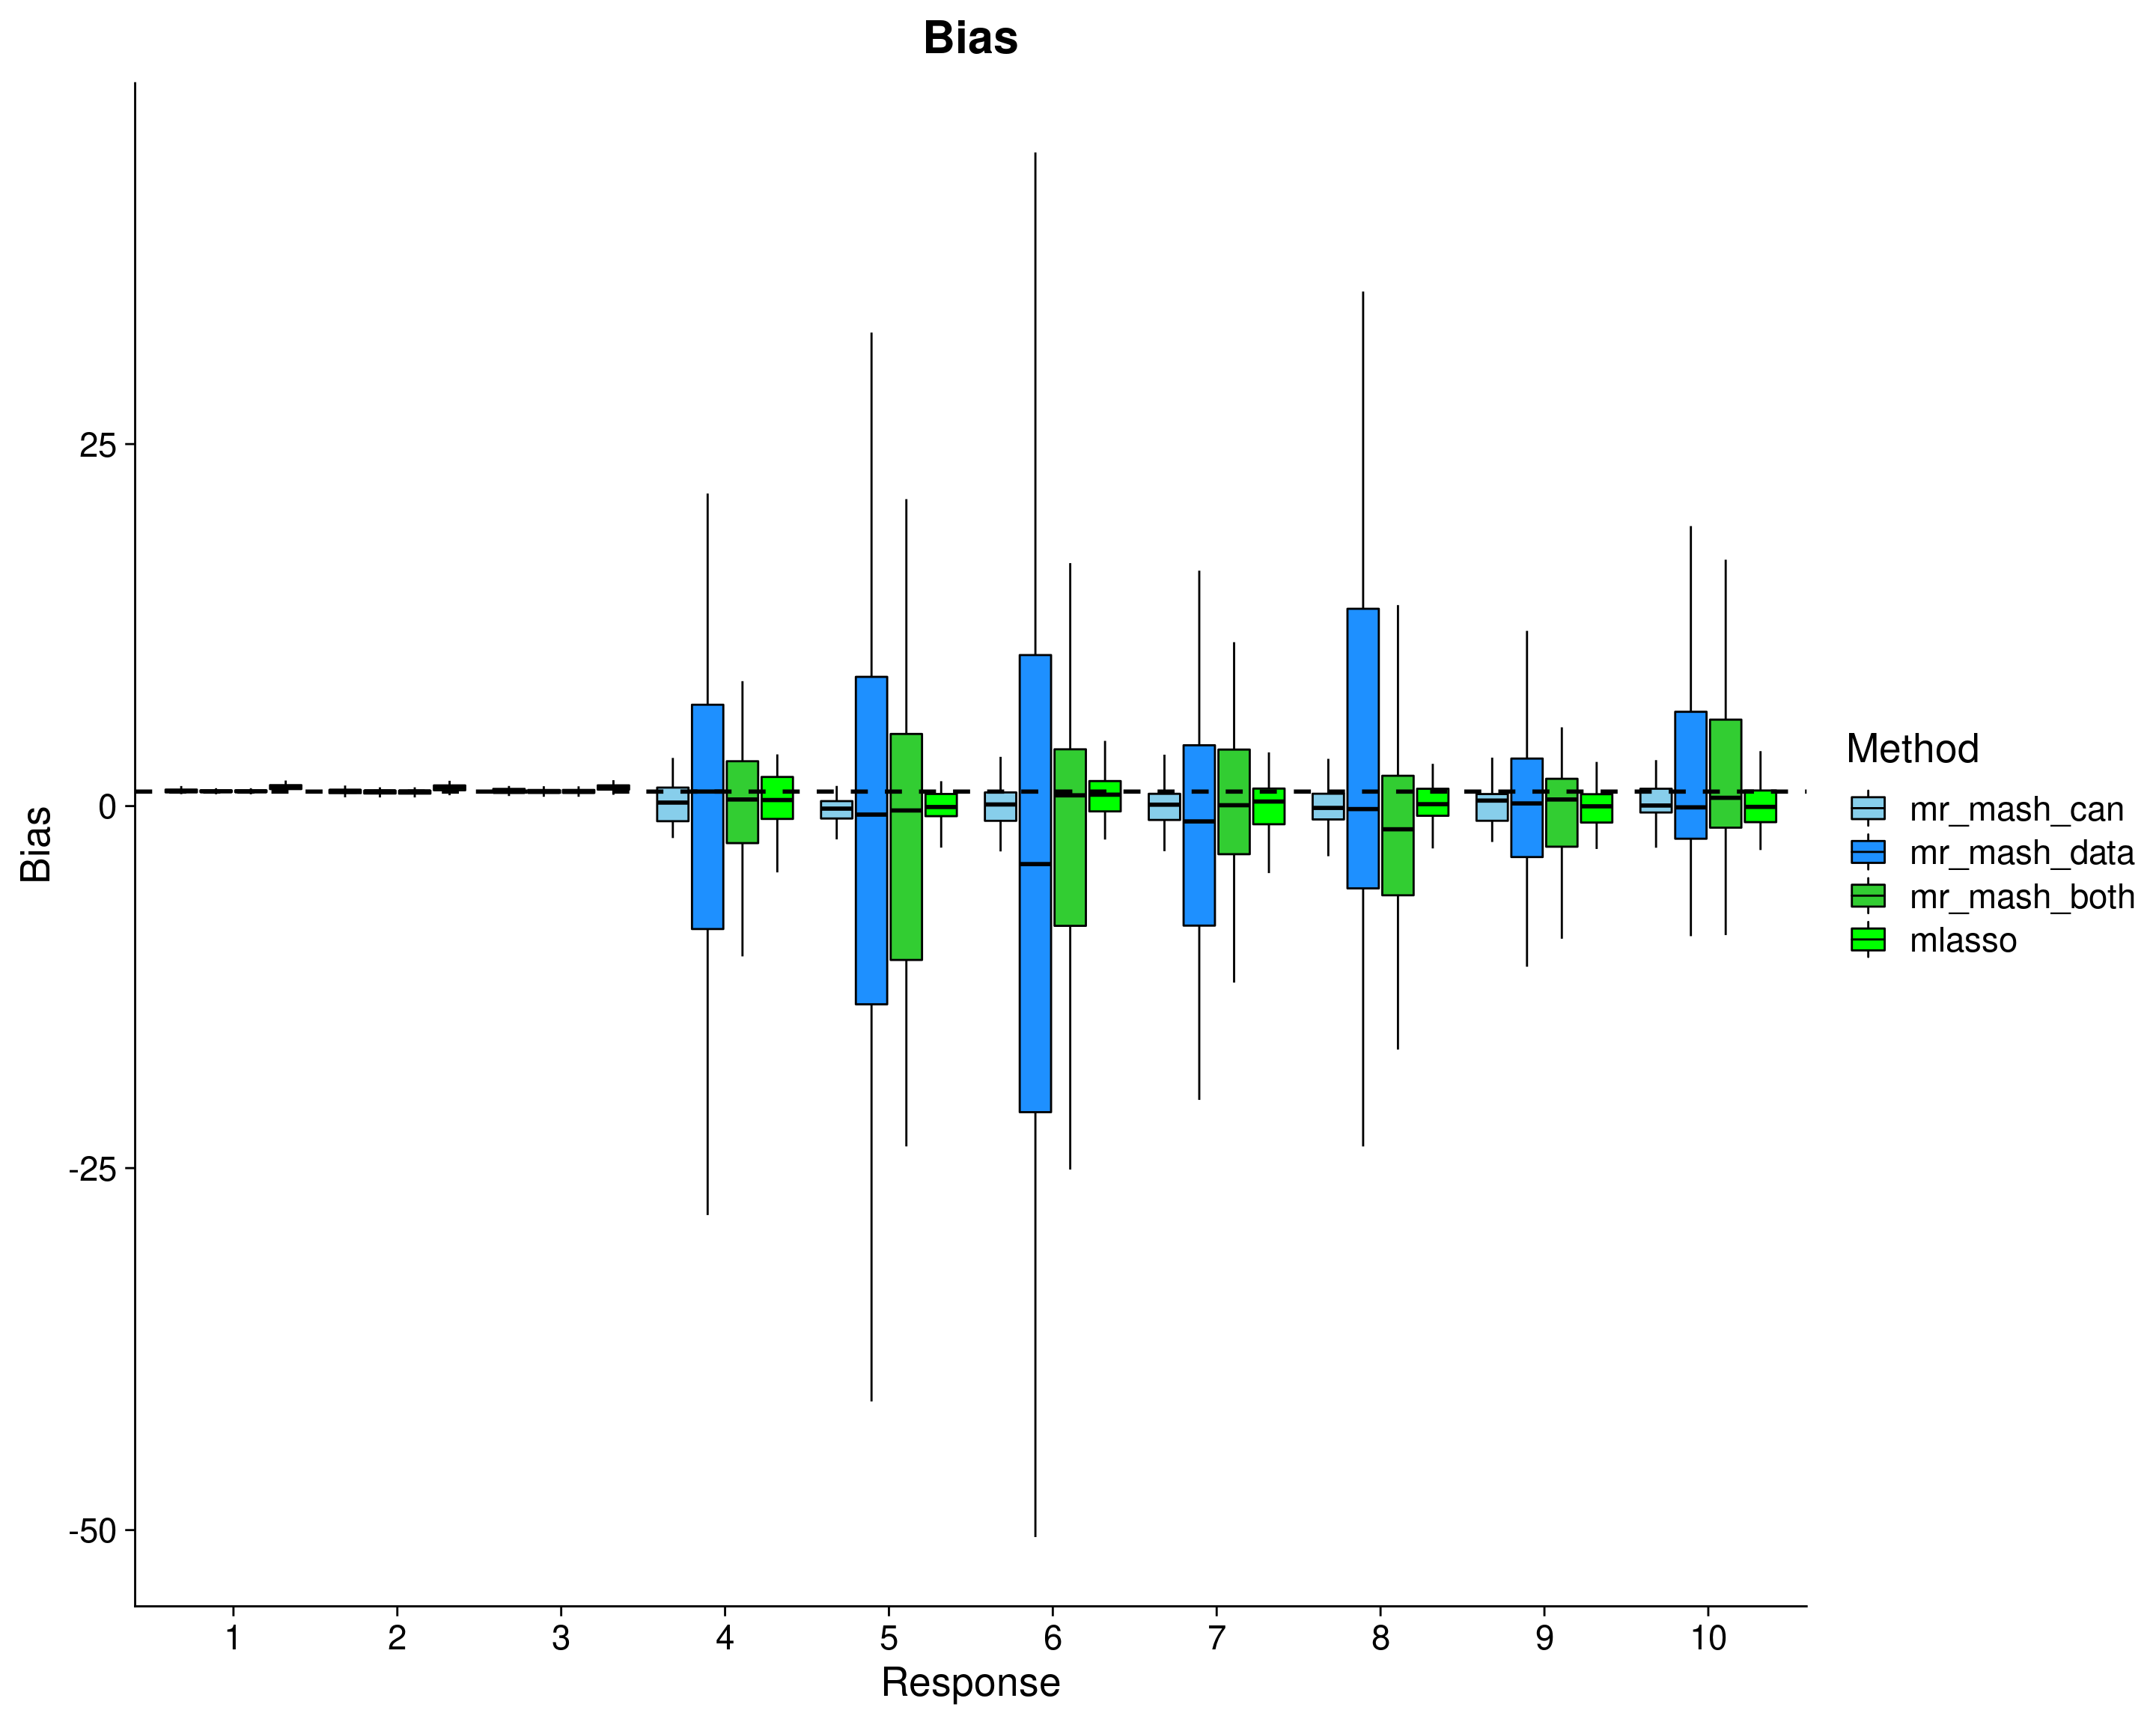 Bias
Bias
25
0
-25
-50
1 2 3 4 5 6 7 8 9 10
Response
Method
mr_mash_can
mr_mash_data
mr_mash_both
mlasso